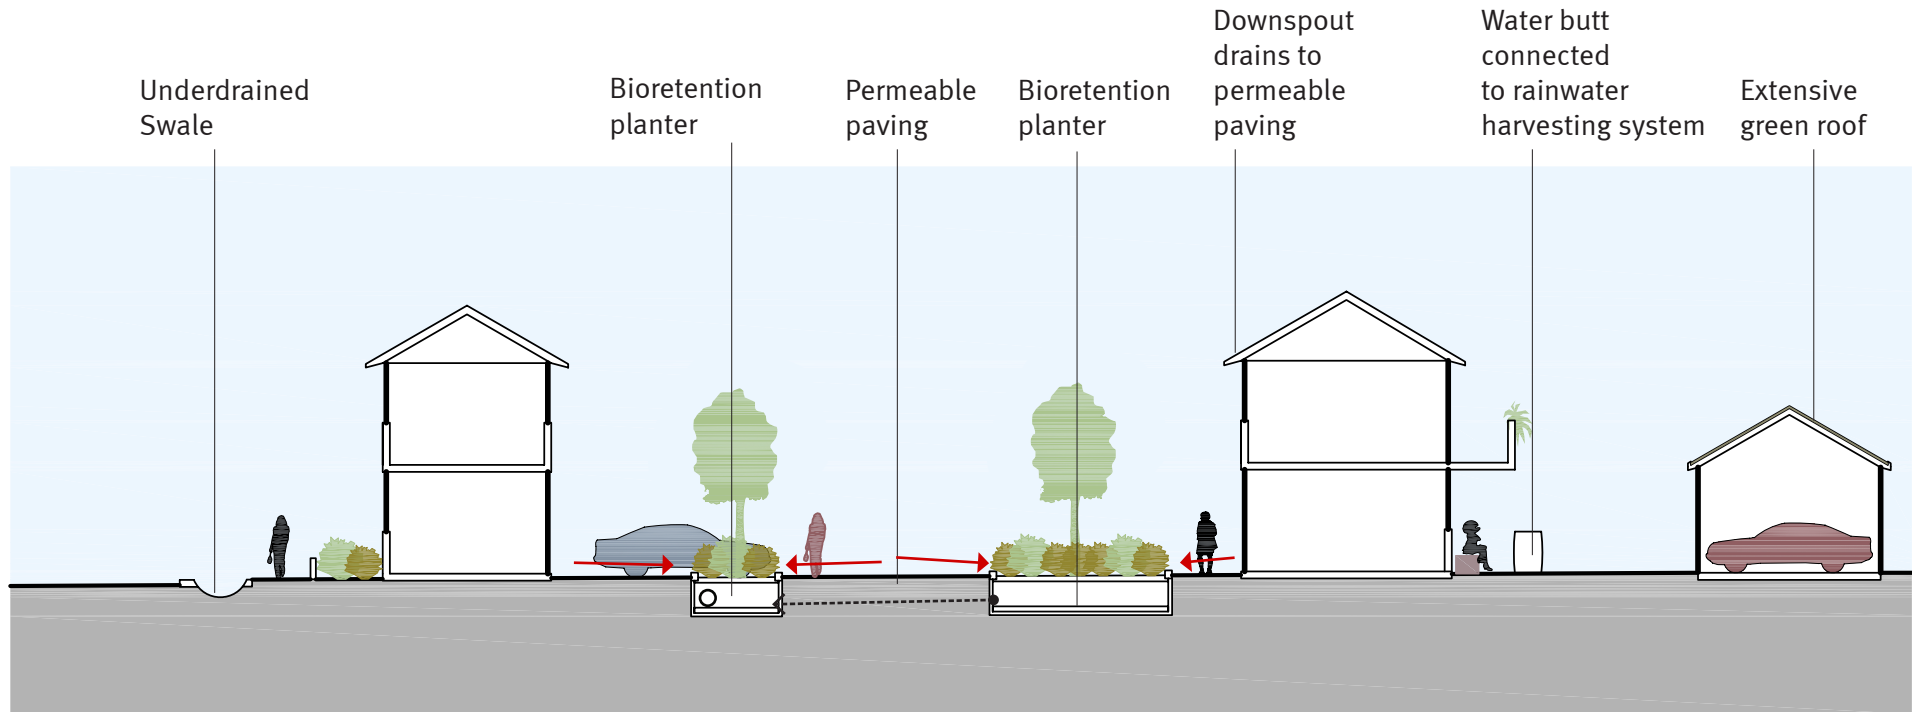 Underdrained
Swale
Bioretention
planter
Permeable
paving
Bioretention
planter
Downspout
drains to
permeable
paving
Water butt
connected
to rainwater
harvesting system
Extensive
green roof